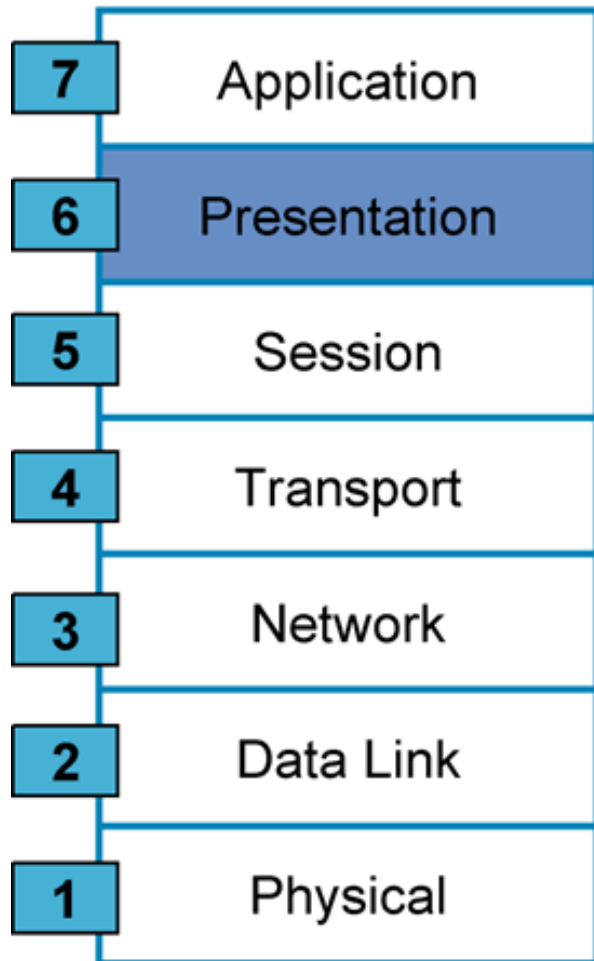 7 Application
6 Presentation
5 Session
4 Transport
3 Network
2 Data Link
1 Physical